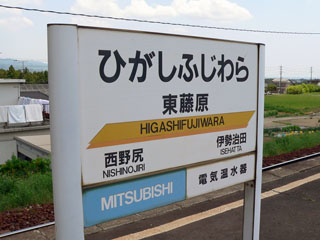 ひがしふじわら
東藤原
HIGASHIFUJIWARA
西野尻
NISHINOJIRI
伊勢治田
ISEHATTA
MITSUBISHI
電気温水器